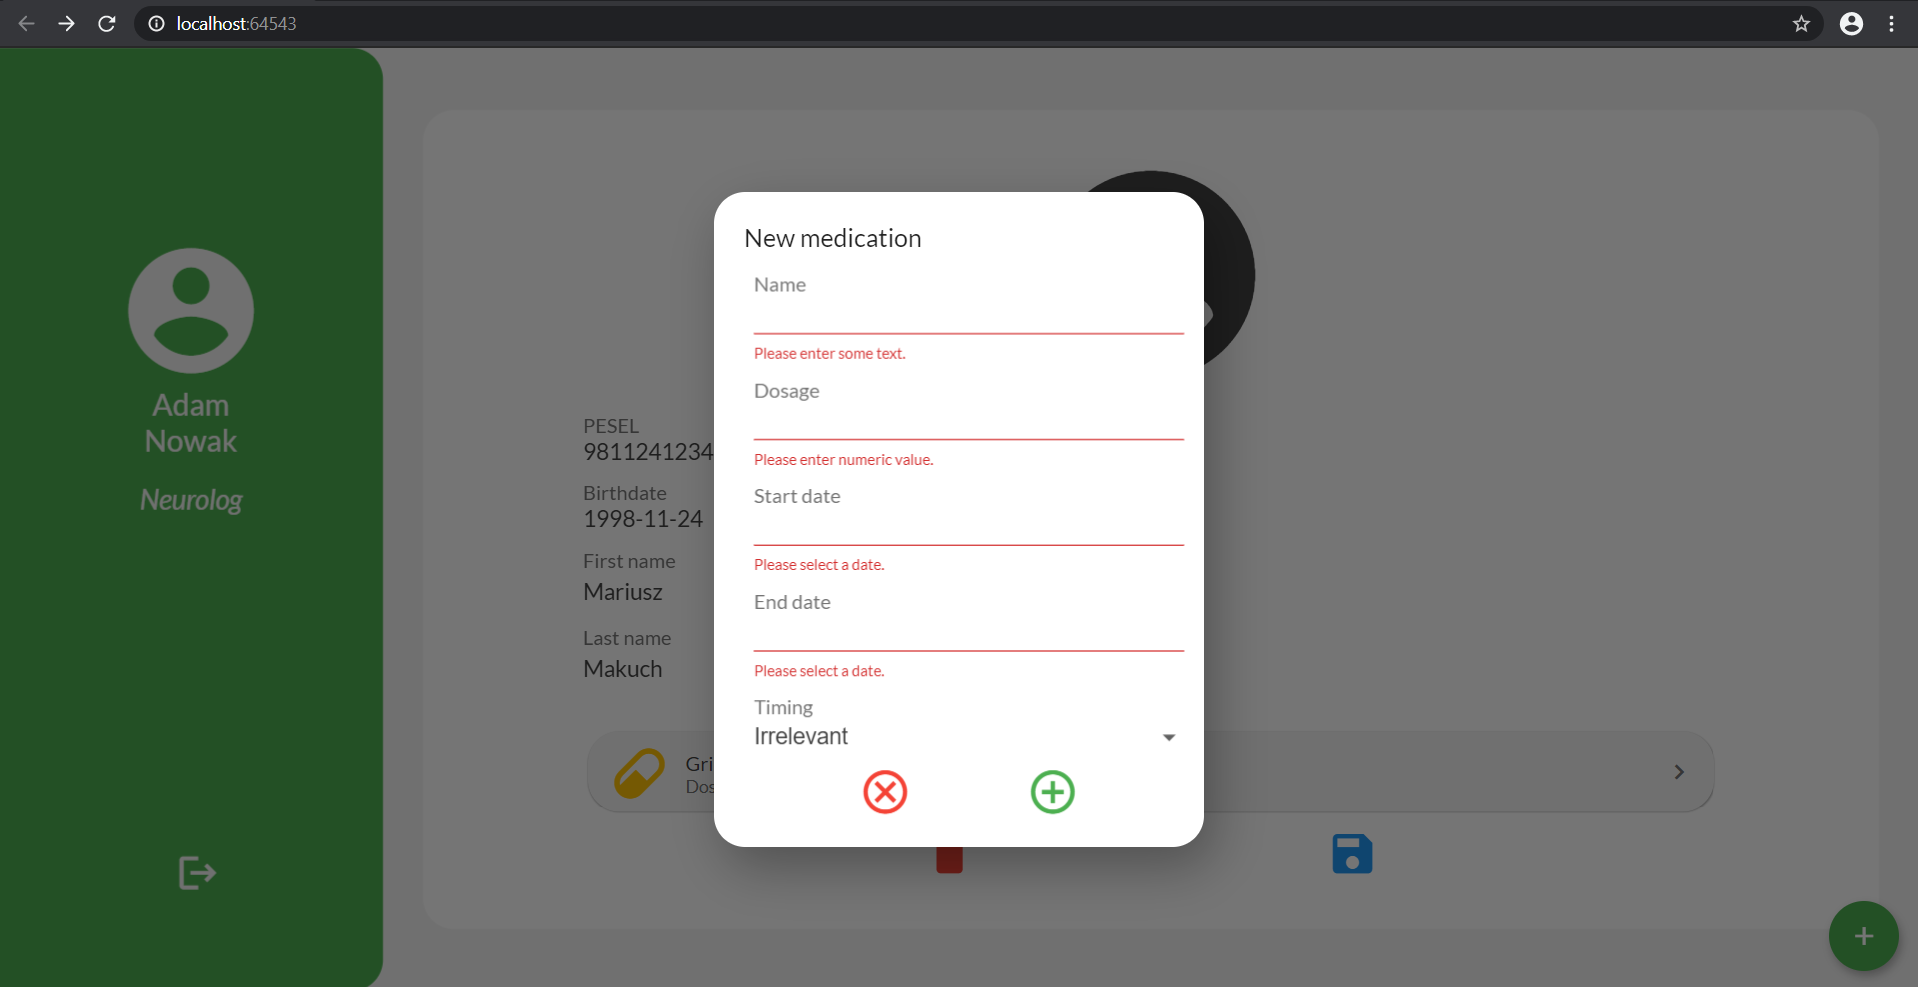 localhost:64543
Adam
Nowak
Neurolog
PESEL
9811241234
Birthdate
1998-11-24
First name
Mariusz
Last name
Makuch
New medication
Name
Please enter some text.
Dosage
Please enter numeric value.
Start date
Please select a date.
End date
Please select a date.
Timing
Irrelevant